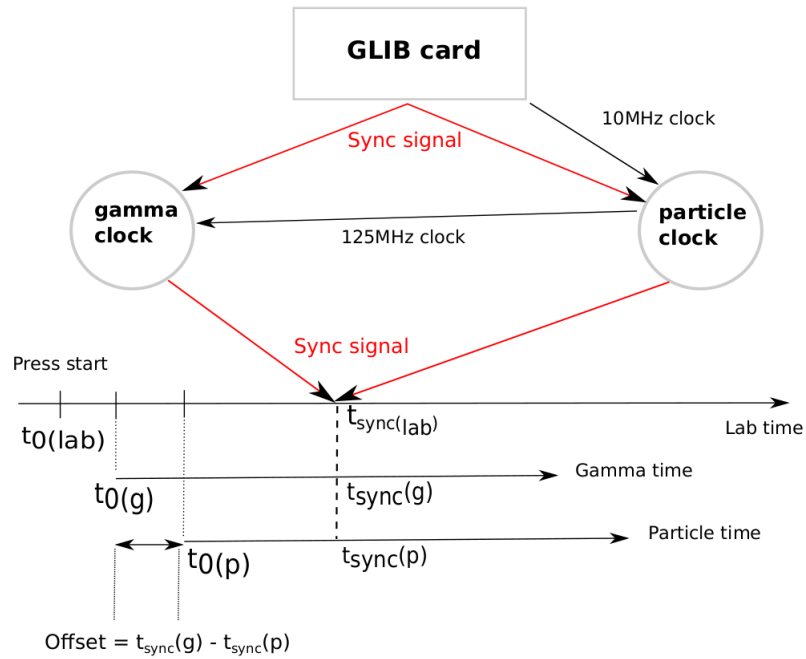 GLIB card
10MHz clock
Sync signal
gamma
clock
particle
clock
125MHz clock
Sync signal
Press start
t0(lab)
tsync(lab)
Lab time
t0(g)
tsync(g)
Gamma time
t0(p)
tsync(p)
Particle time
Offset = tsync(g) - tsync(p)